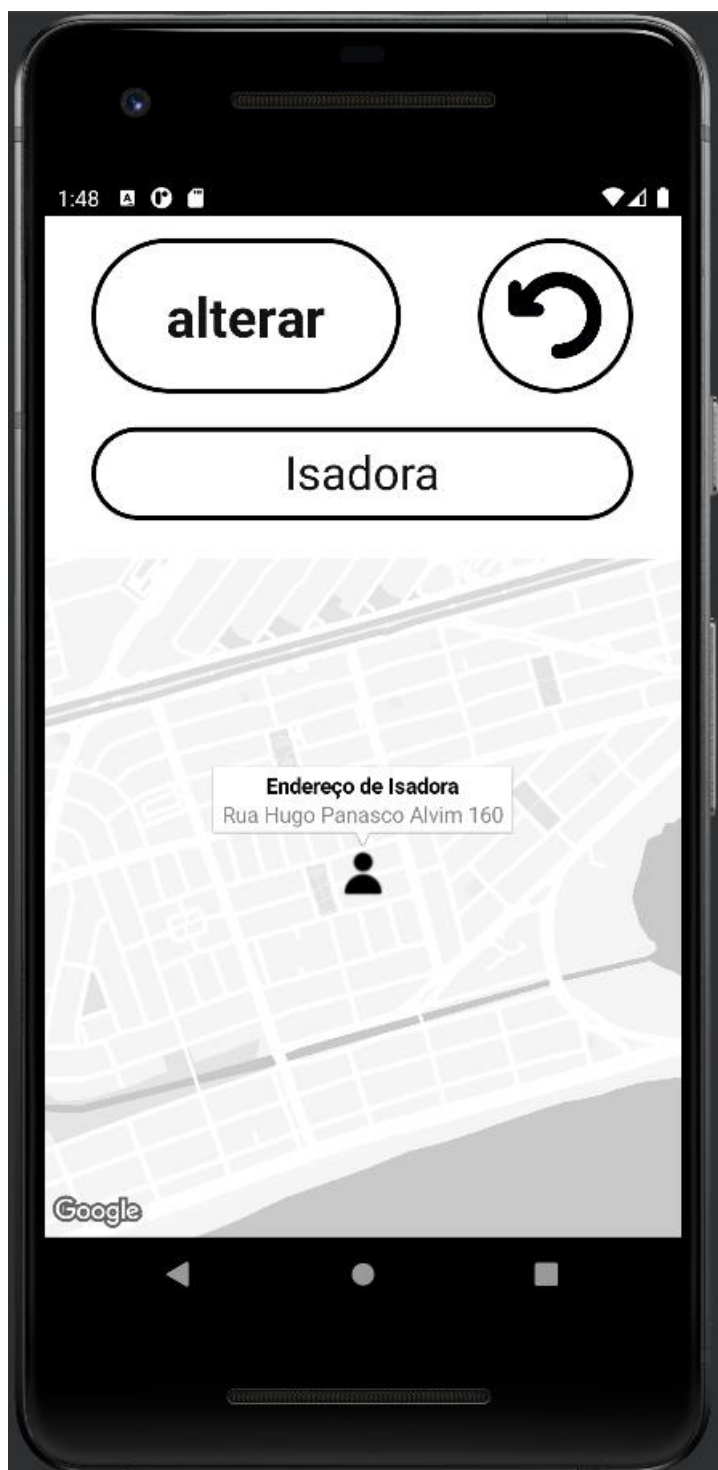 1:48
alterar
Isadora
Endereço de Isadora
Rua Hugo Panasco Alvim 160
Google